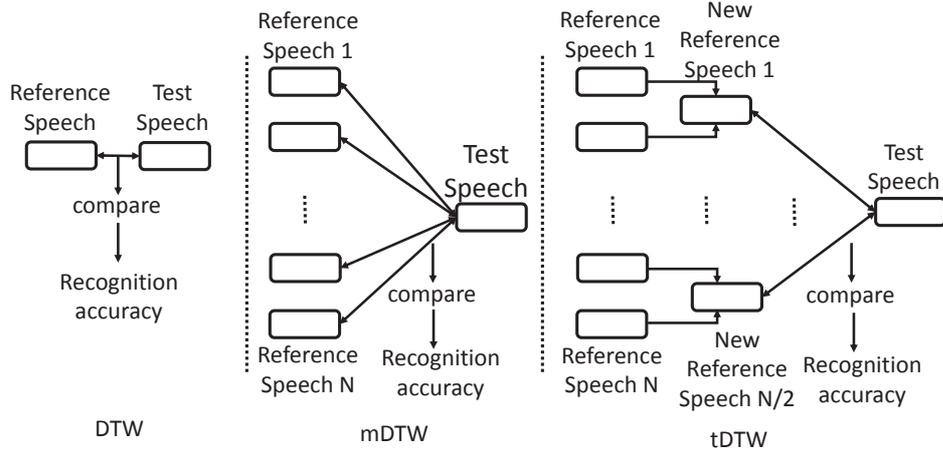 Reference
Speech
Test
Speech
compare
Recognition
accuracy
DTW
Reference
Speech 1
Test
Speech
compare
Recognition
accuracy
Reference
Speech N
mDTW
Reference
Speech 1
New
Reference
Speech 1
Test
Speech
compare
Recognition
accuracy
Reference
Speech N
New
Reference
Speech N/2
tDTW